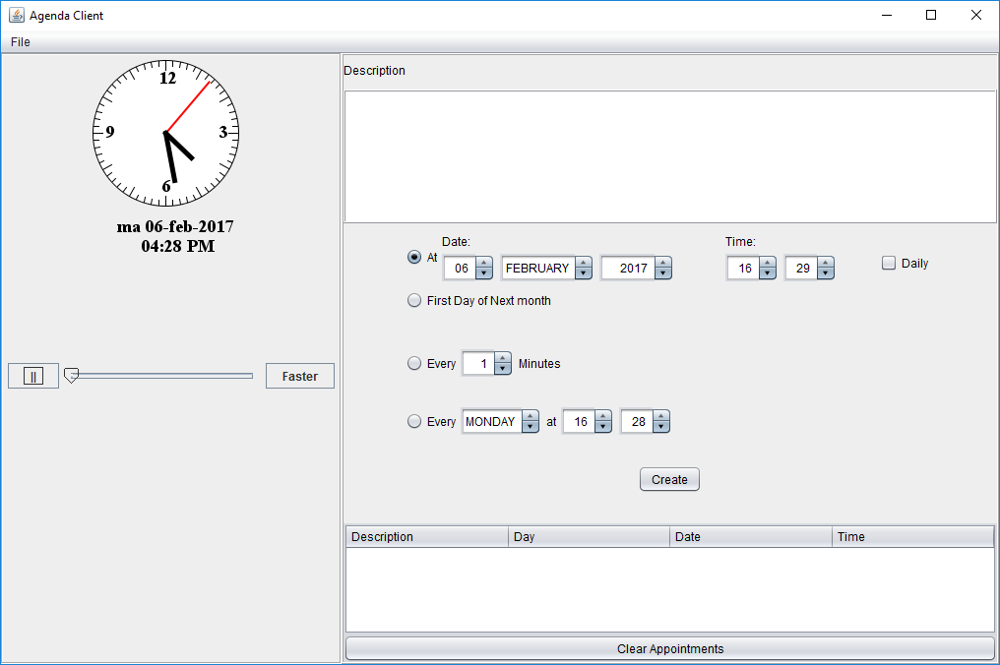 Agenda Client
File
12
9 3
6
ma 06-feb-2017
04:28 PM
|| Faster
Description
Date: Time:
At 06 FEBRUARY 2017 16 29 Daily
First Day of Next month
Every 1 Minutes
Every MONDAY at 16 28
Create
Description Day Date Time
Clear Appointments